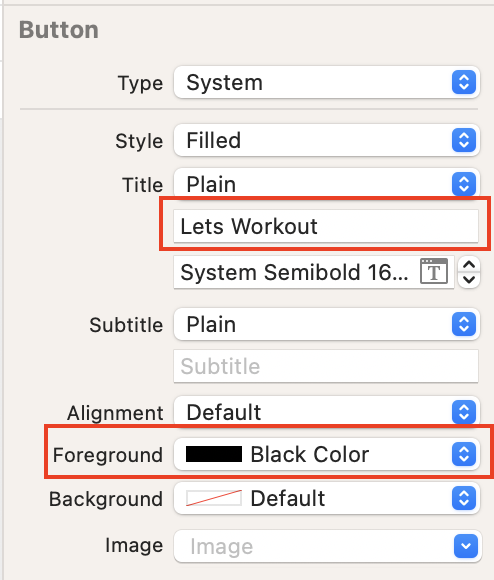 Button
Type System
Style Filled
Title Plain
Lets Workout
System Semibold 16... T
Subtitle Plain
Subtitle
Alignment Default
Foreground Black Color
Background Default
Image Image